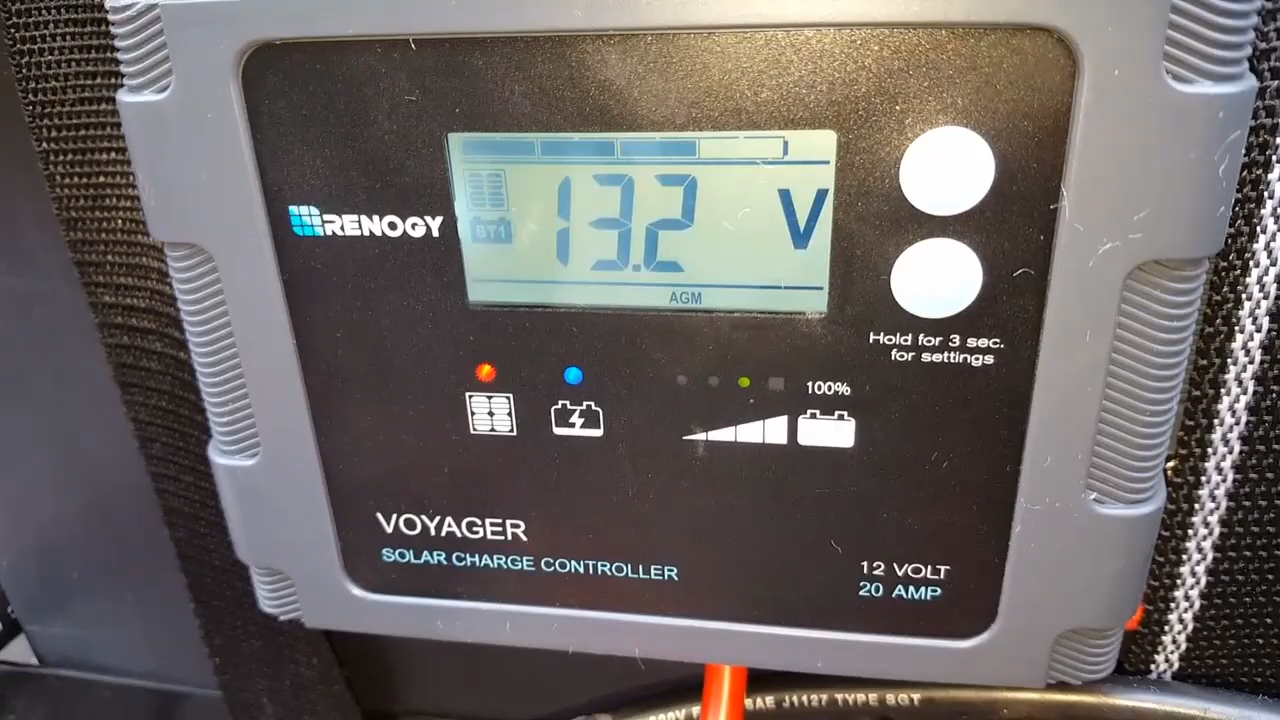 RENOGY
BT1
13.2 V
AGM
Hold for 3 sec.
for settings
100%
VOYAGER
SOLAR CHARGE CONTROLLER
12 VOLT
20 AMP
SAE J1127 TYPE SGT